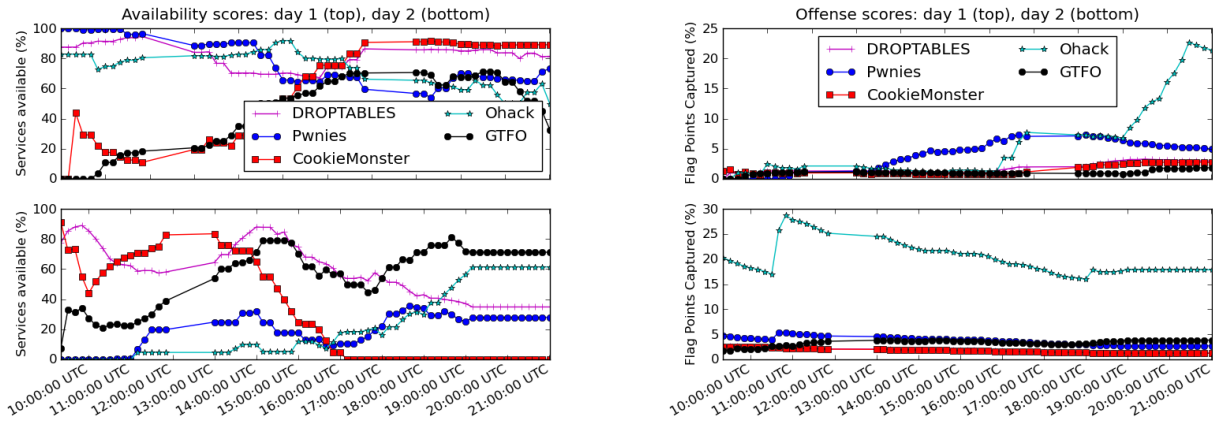 Availability scores: day 1 (top), day 2 (bottom)
Services available (%)
100
80
60
40
20
0
DROPTABLES
Pwnies
CookieMonster
Ohack
GTFO
Services available (%)
100
80
60
40
20
0
10:00:00 UTC
11:00:00 UTC
12:00:00 UTC
13:00:00 UTC
14:00:00 UTC
15:00:00 UTC
16:00:00 UTC
17:00:00 UTC
18:00:00 UTC
19:00:00 UTC
20:00:00 UTC
21:00:00 UTC
Offense scores: day 1 (top), day 2 (bottom)
Flag Points Captured (%)
25
20
15
10
5
0
DROPTABLES
Pwnies
CookieMonster
Ohack
GTFO
Flag Points Captured (%)
30
25
20
15
10
5
0
10:00:00 UTC
11:00:00 UTC
12:00:00 UTC
13:00:00 UTC
14:00:00 UTC
15:00:00 UTC
16:00:00 UTC
17:00:00 UTC
18:00:00 UTC
19:00:00 UTC
20:00:00 UTC
21:00:00 UTC